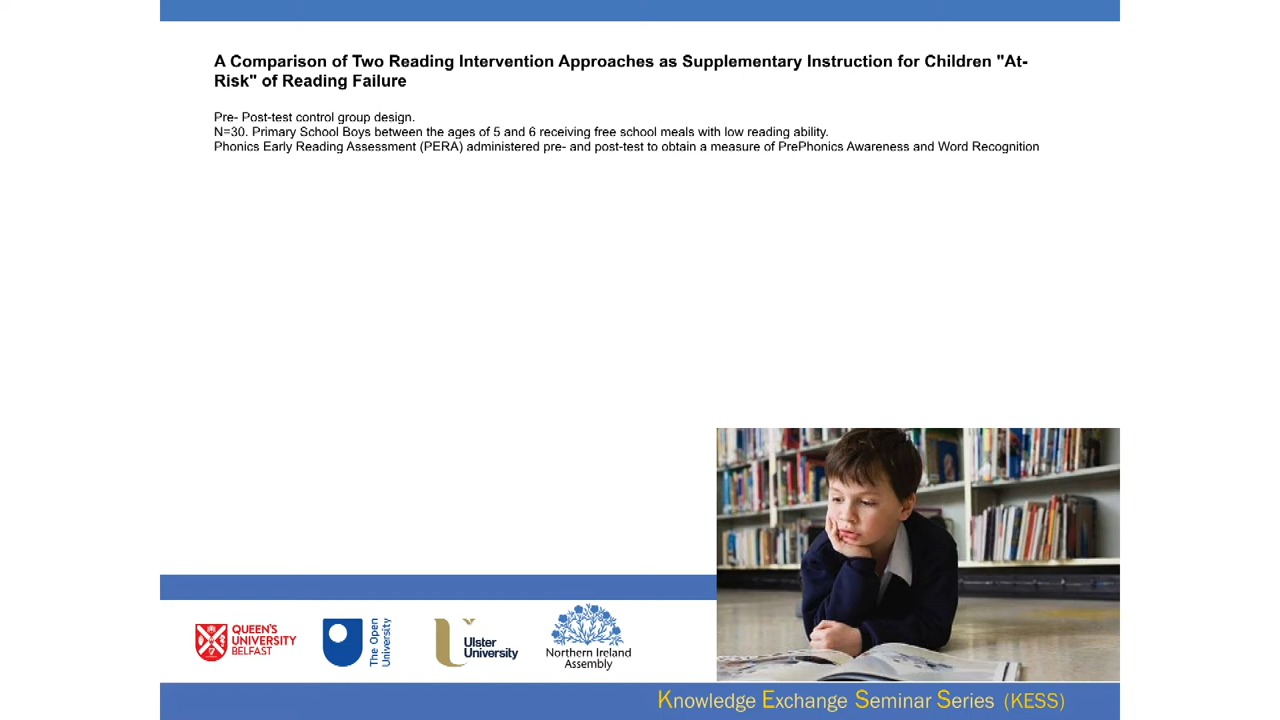 A Comparison of Two Reading Intervention Approaches as Supplementary Instruction for Children "At-
Risk" of Reading Failure
Pre- Post-test control group design.
N=30. Primary School Boys between the ages of 5 and 6 receiving free school meals with low reading ability.
Phonics Early Reading Assessment (PERA) administered pre- and post-test to obtain a measure of PrePhonics Awareness and Word Recognition
QUEEN'S
UNIVERSITY
BELFAST
The Open
University
Ulster
University
Northern Ireland
Assembly
Knowledge Exchange Seminar Series (KESS)